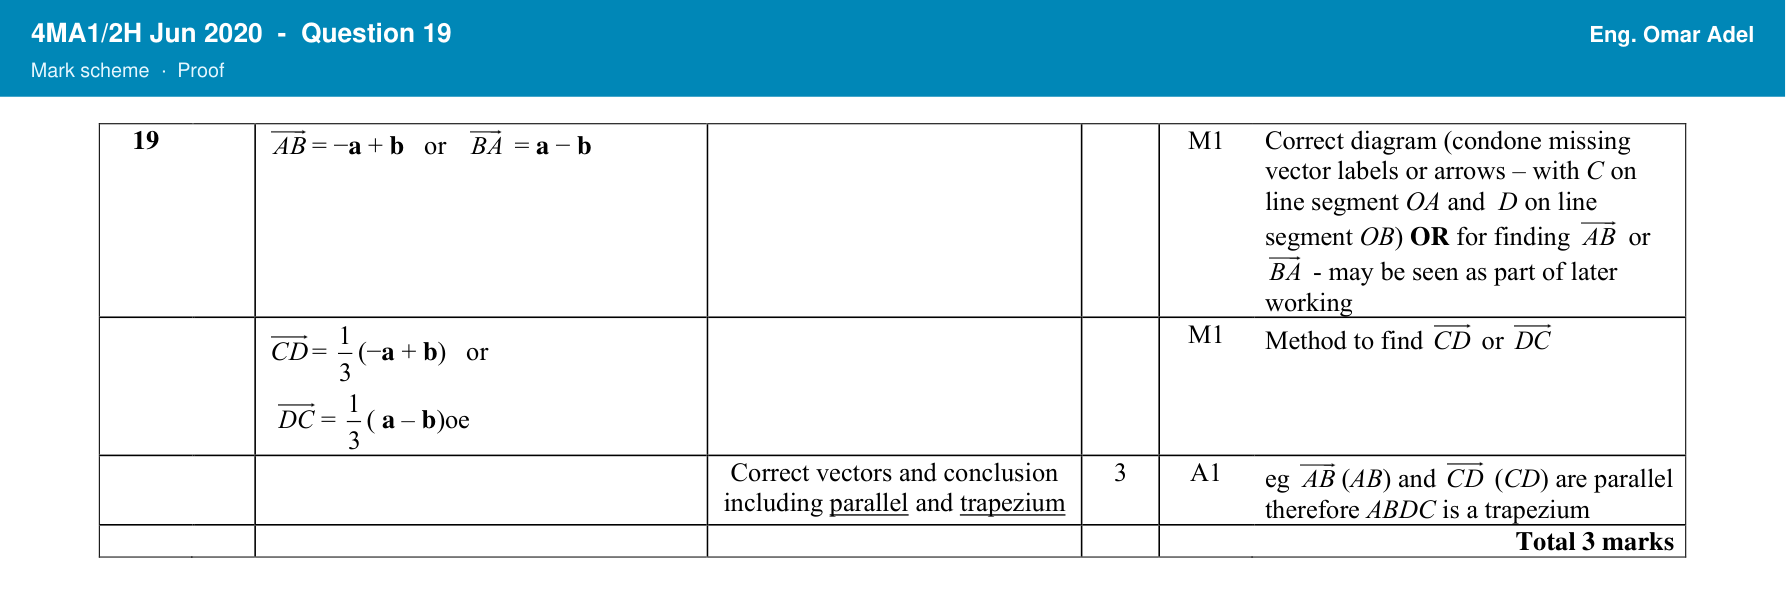 4MA1/2H Jun 2020 - Question 19
Eng. Omar Adel
Mark scheme · Proof
19
AB = −a + b or BA = a − b
M1
Correct diagram (condone missing
vector labels or arrows – with C on
line segment OA and D on line
segment OB) OR for finding AB or
BA - may be seen as part of later
working
CD = 1/3 (−a + b) or
DC = 1/3 ( a – b)oe
M1
Method to find CD or DC
Correct vectors and conclusion
including parallel and trapezium
3
A1
eg AB (AB) and CD (CD) are parallel
therefore ABDC is a trapezium
Total 3 marks